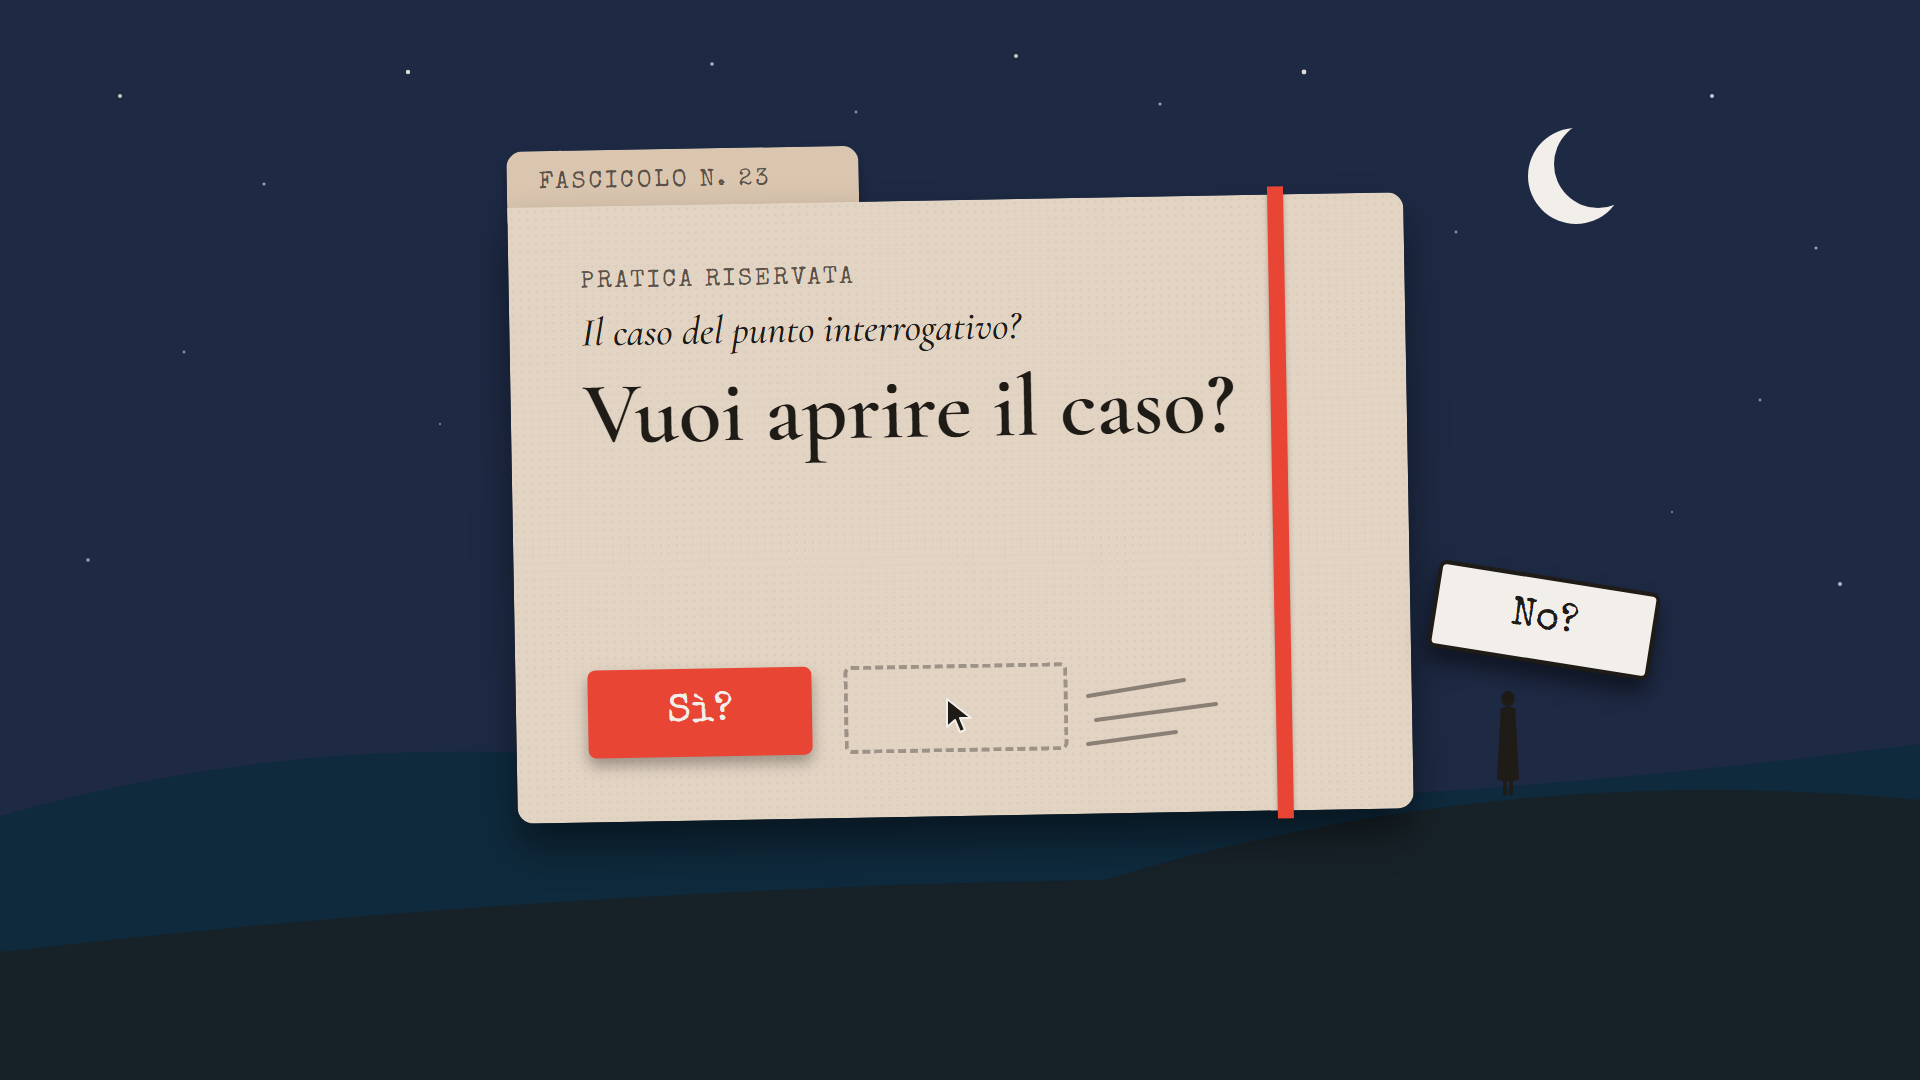 FASCICOLO N. 23
PRATICA RISERVATA
Il caso del punto interrogativo?
Vuoi aprire il caso?
Sì?
No?